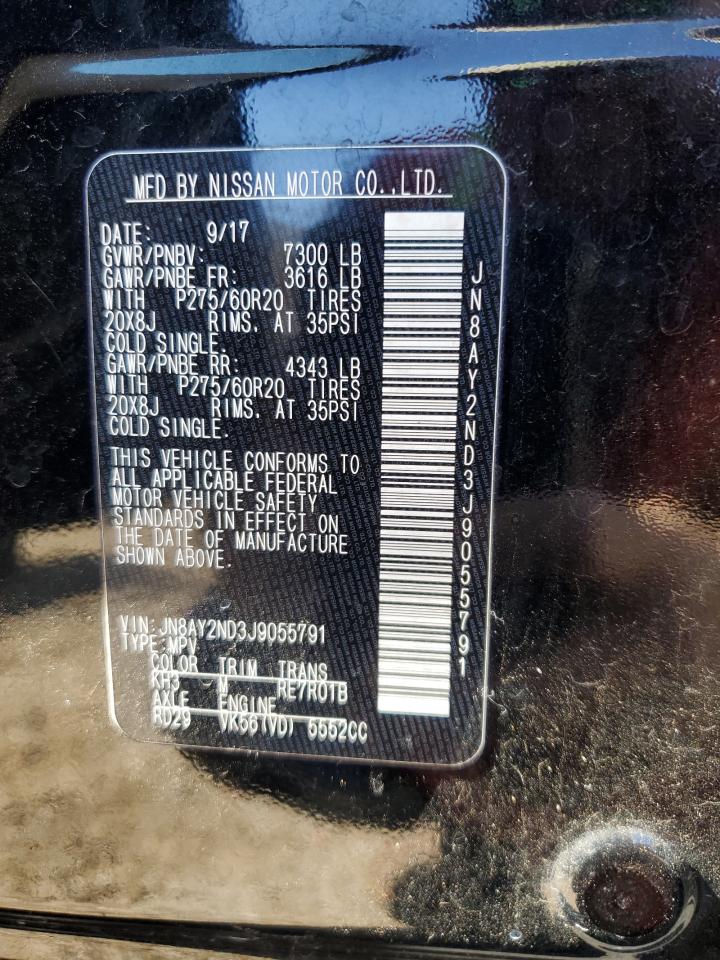 MFD BY NISSAN MOTOR CO.,LTD.
DATE: 9/17
GVWR/PNBV: 7300 LB
GAWR/PNBE FR: 3616 LB
WITH P275/60R20 TIRES
20X8J RIMS. AT 35PSI
COLD SINGLE.
GAWR/PNBE RR: 4343 LB
WITH P275/60R20 TIRES
20X8J RIMS. AT 35PSI
COLD SINGLE.
THIS VEHICLE CONFORMS TO
ALL APPLICABLE FEDERAL
MOTOR VEHICLE SAFETY
STANDARDS IN EFFECT ON
THE DATE OF MANUFACTURE
SHOWN ABOVE.
VIN:JN8AY2ND3J9055791
TYPE:MPV
COLOR TRIM TRANS
KH3 M RE7R01B
AXLE ENGINE
RD29 VK56(VD) 5552CC
JN8AY2ND3J9055791